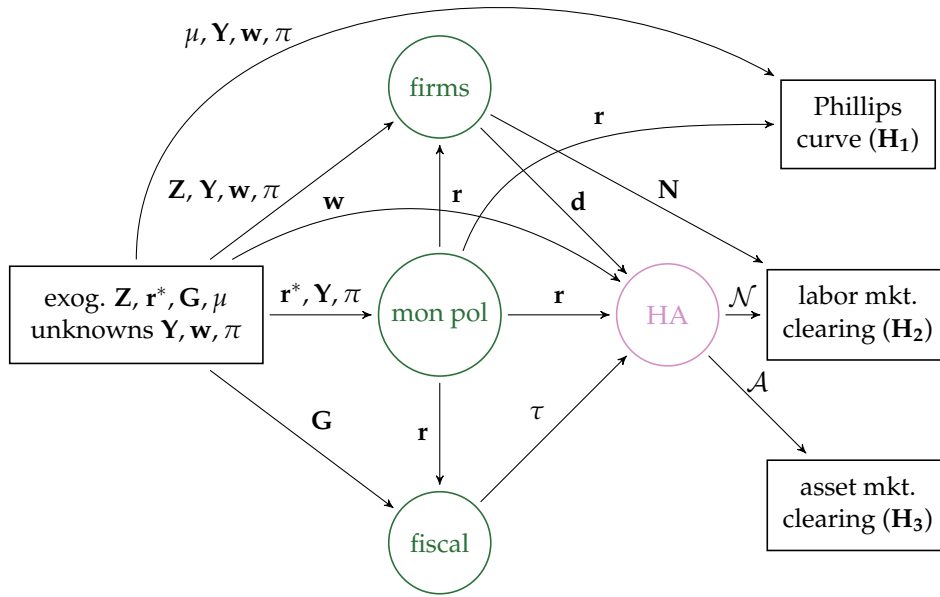 μ, Y, w, π
firms
Phillips
curve (H₁)
r
Z, Y, w, π
r
w
d
N
exog. Z, r*, G, μ
unknowns Y, w, π
r*, Y, π
mon pol
r
HA
𝒩
labor mkt.
clearing (H₂)
G
r
τ
𝒜
fiscal
asset mkt.
clearing (H₃)